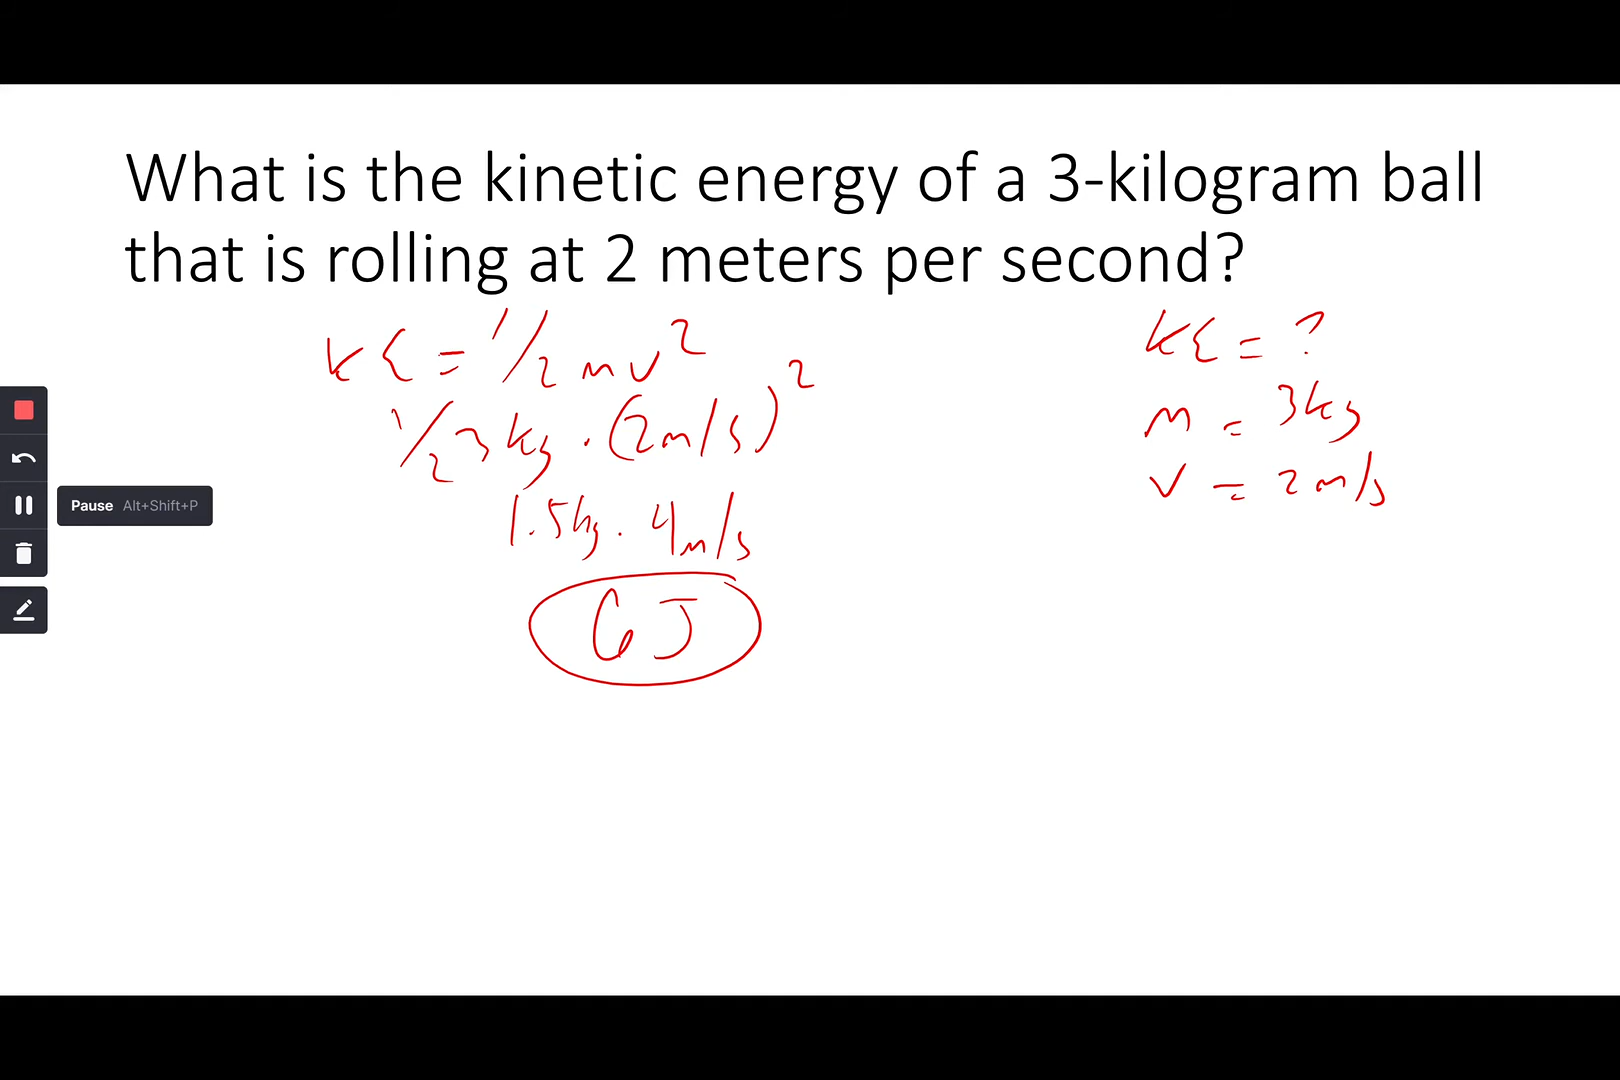 What is the kinetic energy of a 3-kilogram ball
that is rolling at 2 meters per second?
KE = 1/2 mv²
1/2 3kg · (2m/s)²
1.5kg · 4m/s
6J
KE = ?
m = 3kg
v = 2m/s
Pause Alt+Shift+P